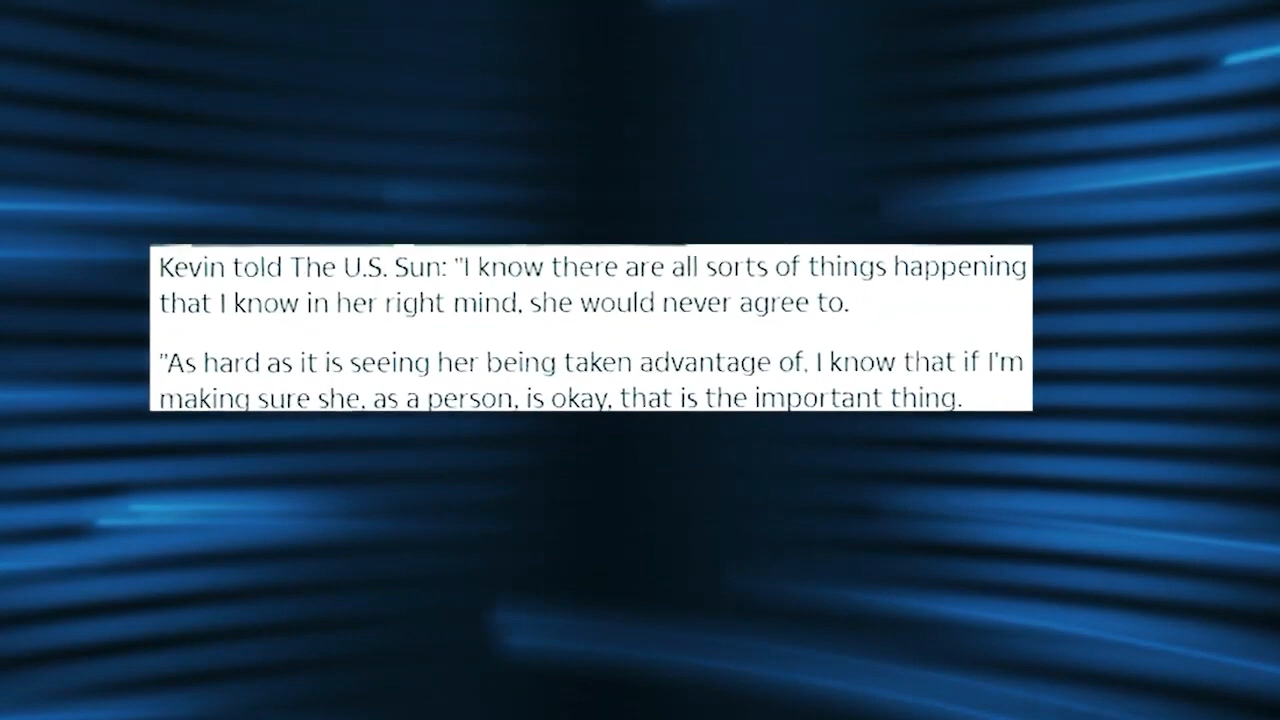 Kevin told The U.S. Sun: "I know there are all sorts of things happening
that I know in her right mind, she would never agree to.
"As hard as it is seeing her being taken advantage of, I know that if I'm
making sure she, as a person, is okay, that is the important thing.